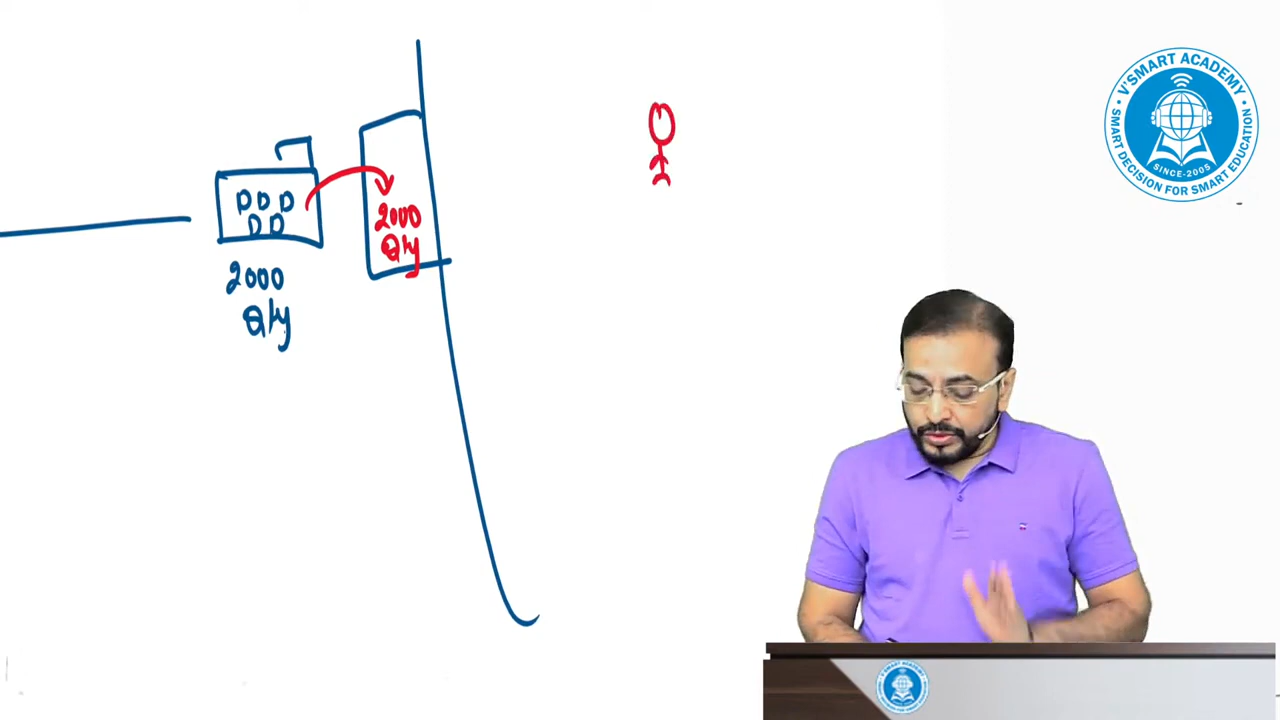 D D D
D D
2000
Qty
2000
Qty
V'SMART ACADEMY
SINCE-2005
SMART DECISION FOR SMART EDUCATION